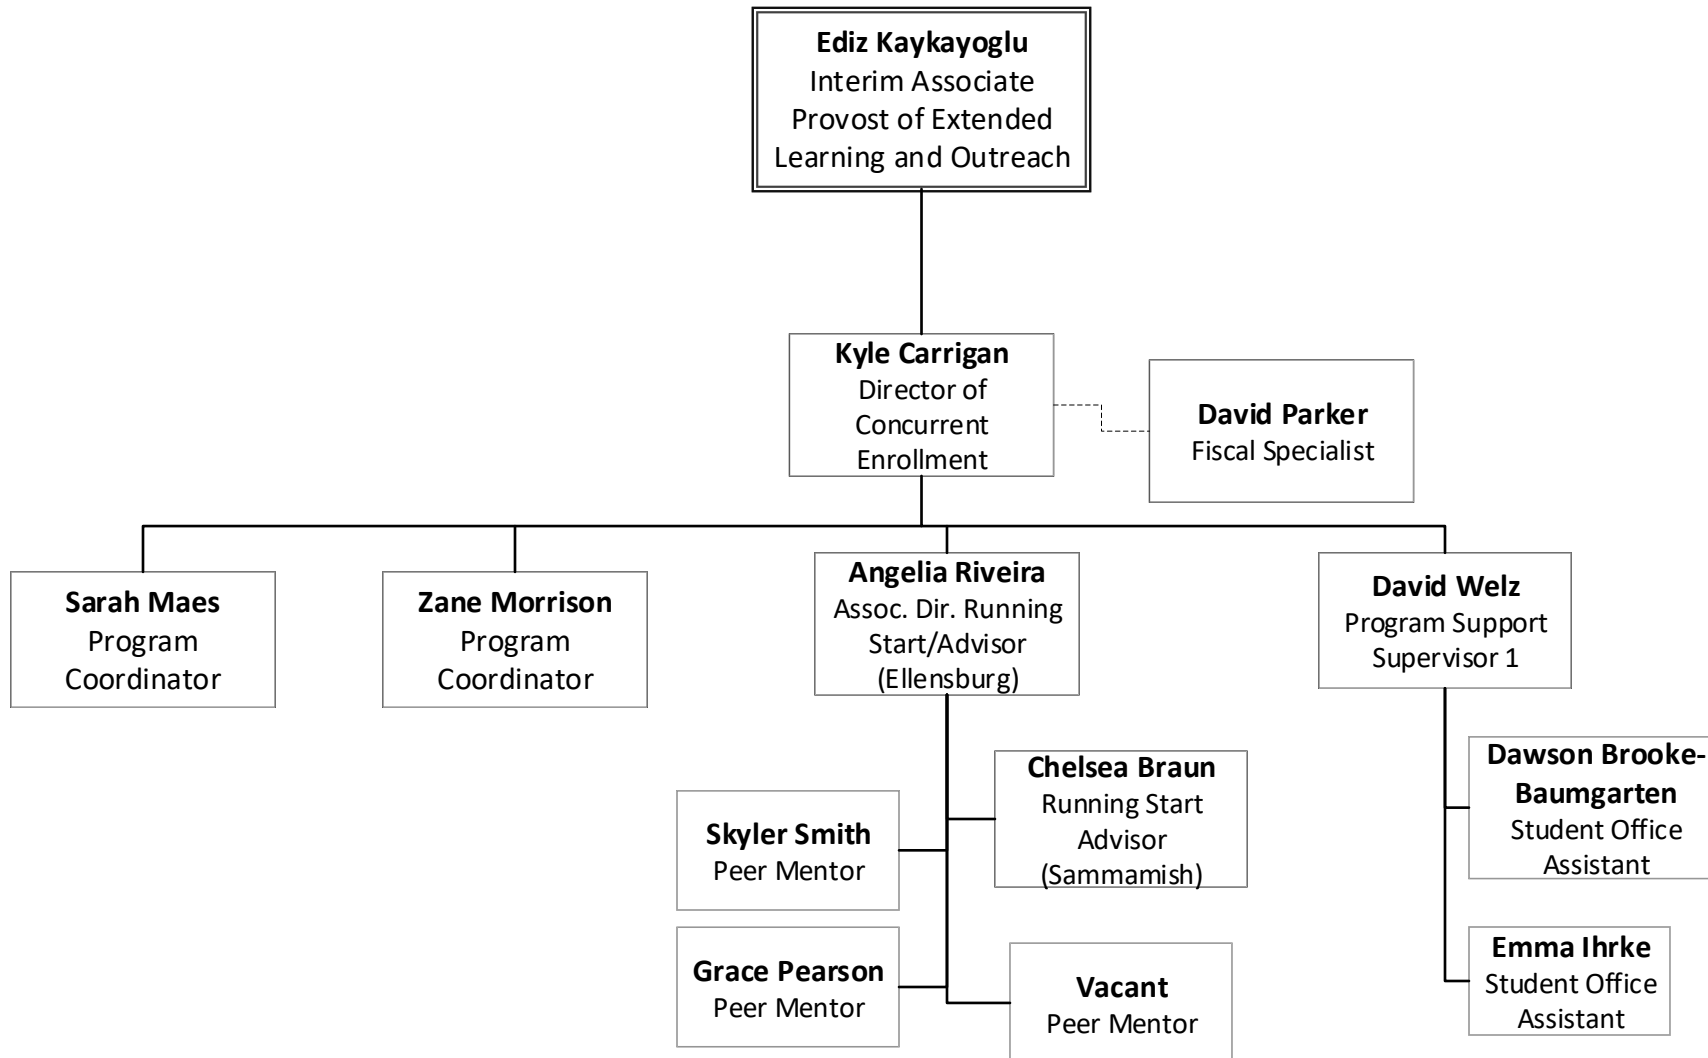 Ediz Kaykayoglu
Interim Associate
Provost of Extended
Learning and Outreach
Kyle Carrigan
Director of
Concurrent
Enrollment
David Parker
Fiscal Specialist
Sarah Maes
Program
Coordinator
Zane Morrison
Program
Coordinator
Angelia Riveira
Assoc. Dir. Running
Start/Advisor
(Ellensburg)
David Welz
Program Support
Supervisor 1
Skyler Smith
Peer Mentor
Chelsea Braun
Running Start
Advisor
(Sammamish)
Dawson Brooke-
Baumgarten
Student Office
Assistant
Grace Pearson
Peer Mentor
Vacant
Peer Mentor
Emma Ihrke
Student Office
Assistant